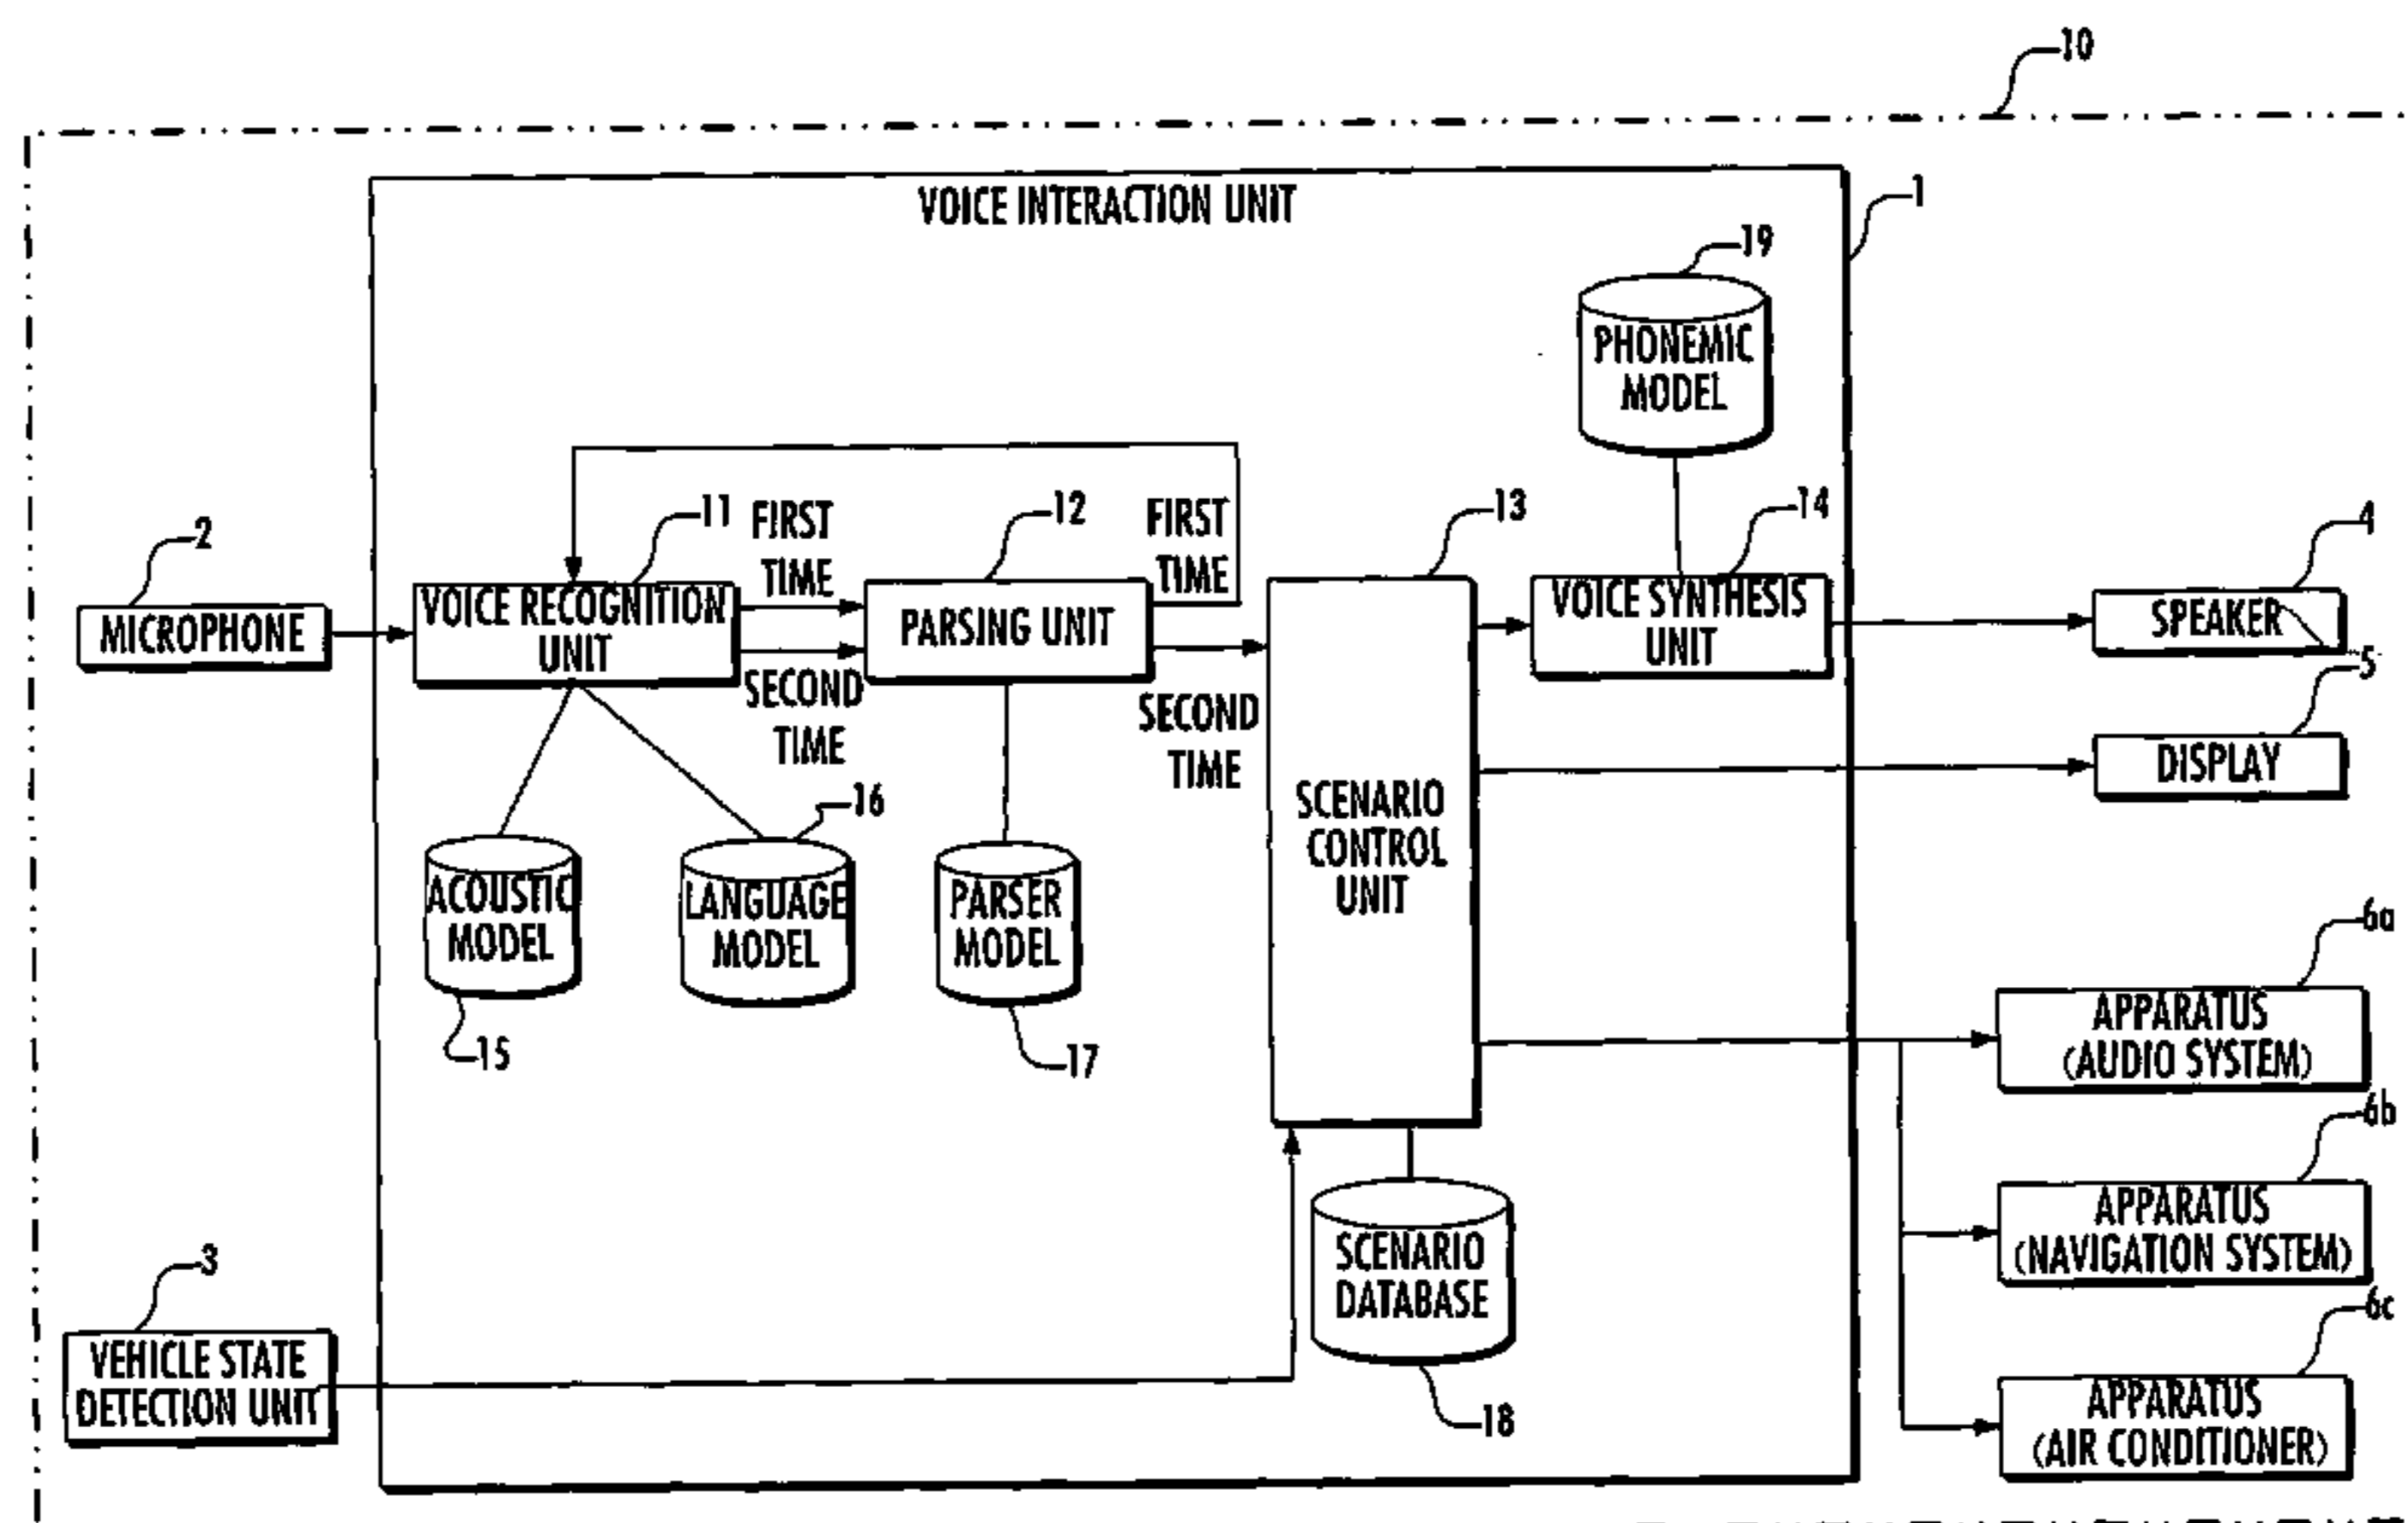 10
VOICE INTERACTION UNIT
1
19
PHONEMIC
MODEL
2
11
FIRST
TIME
12
FIRST
TIME
13
14
4
MICROPHONE
VOICE RECOGNITION
UNIT
PARSING UNIT
VOICE SYNTHESIS
UNIT
SPEAKER
SECOND
TIME
SECOND
TIME
5
DISPLAY
SCENARIO
CONTROL
UNIT
16
ACOUSTIC
MODEL
LANGUAGE
MODEL
PARSER
MODEL
15
17
6a
APPARATUS
(AUDIO SYSTEM)
6b
APPARATUS
(NAVIGATION SYSTEM)
SCENARIO
DATABASE
18
3
VEHICLE STATE
DETECTION UNIT
6c
APPARATUS
(AIR CONDITIONER)